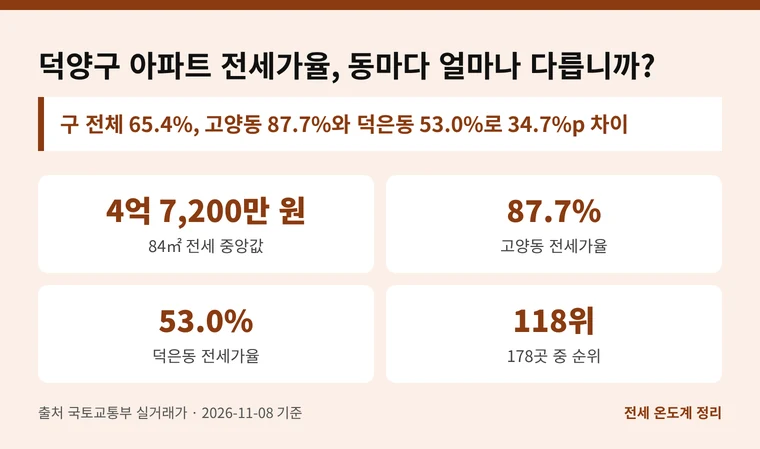 덕양구 아파트 전세가율, 동마다 얼마나 다릅니까?
구 전체 65.4%, 고양동 87.7%와 덕은동 53.0%로 34.7%p 차이
4억 7,200만 원
84㎡ 전세 중앙값
87.7%
고양동 전세가율
53.0%
덕은동 전세가율
118위
178곳 중 순위
출처 국토교통부 실거래가 · 2026-11-08 기준
전세 온도계 정리